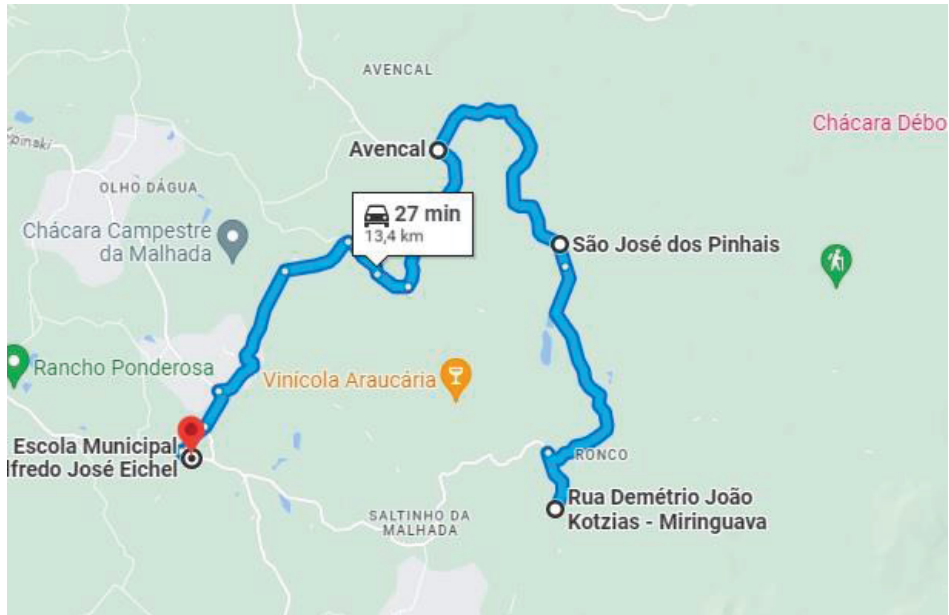 AVENCAL
Chácara Débo
Avencal
OLHO DÁGUA
27 min
13,4 km
Chácara Campestre
da Malhada
São José dos Pinhais
Rancho Ponderosa
Vinícola Araucária
Escola Municipal
lfredo José Eichel
RONCO
Rua Demétrio João
Kotzias - Miringuava
SALTINHO DA
MALHADA